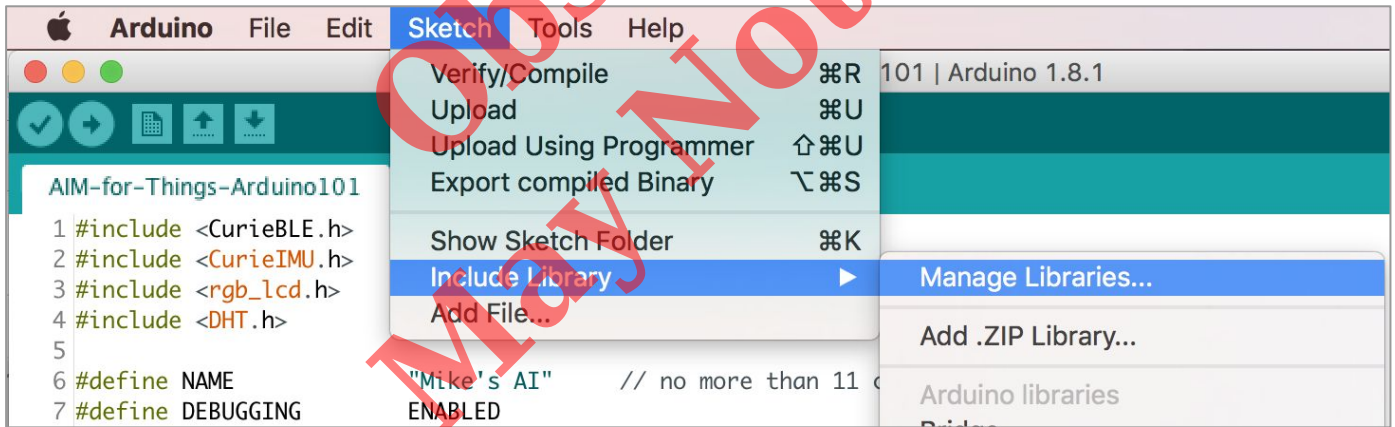 Arduino File Edit Sketch Tools Help
101 | Arduino 1.8.1
Verify/Compile ⌘R
Upload ⌘U
Upload Using Programmer ⇧⌘U
Export compiled Binary ⌥⌘S
Show Sketch Folder ⌘K
Include Library ▶
Add File...
Manage Libraries...
Add .ZIP Library...
Arduino libraries
AIM-for-Things-Arduino101
1 #include <CurieBLE.h>
2 #include <CurieIMU.h>
3 #include <rgb_lcd.h>
4 #include <DHT.h>
5
6 #define NAME "Mike's AI" // no more than 11
7 #define DEBUGGING ENABLED
May